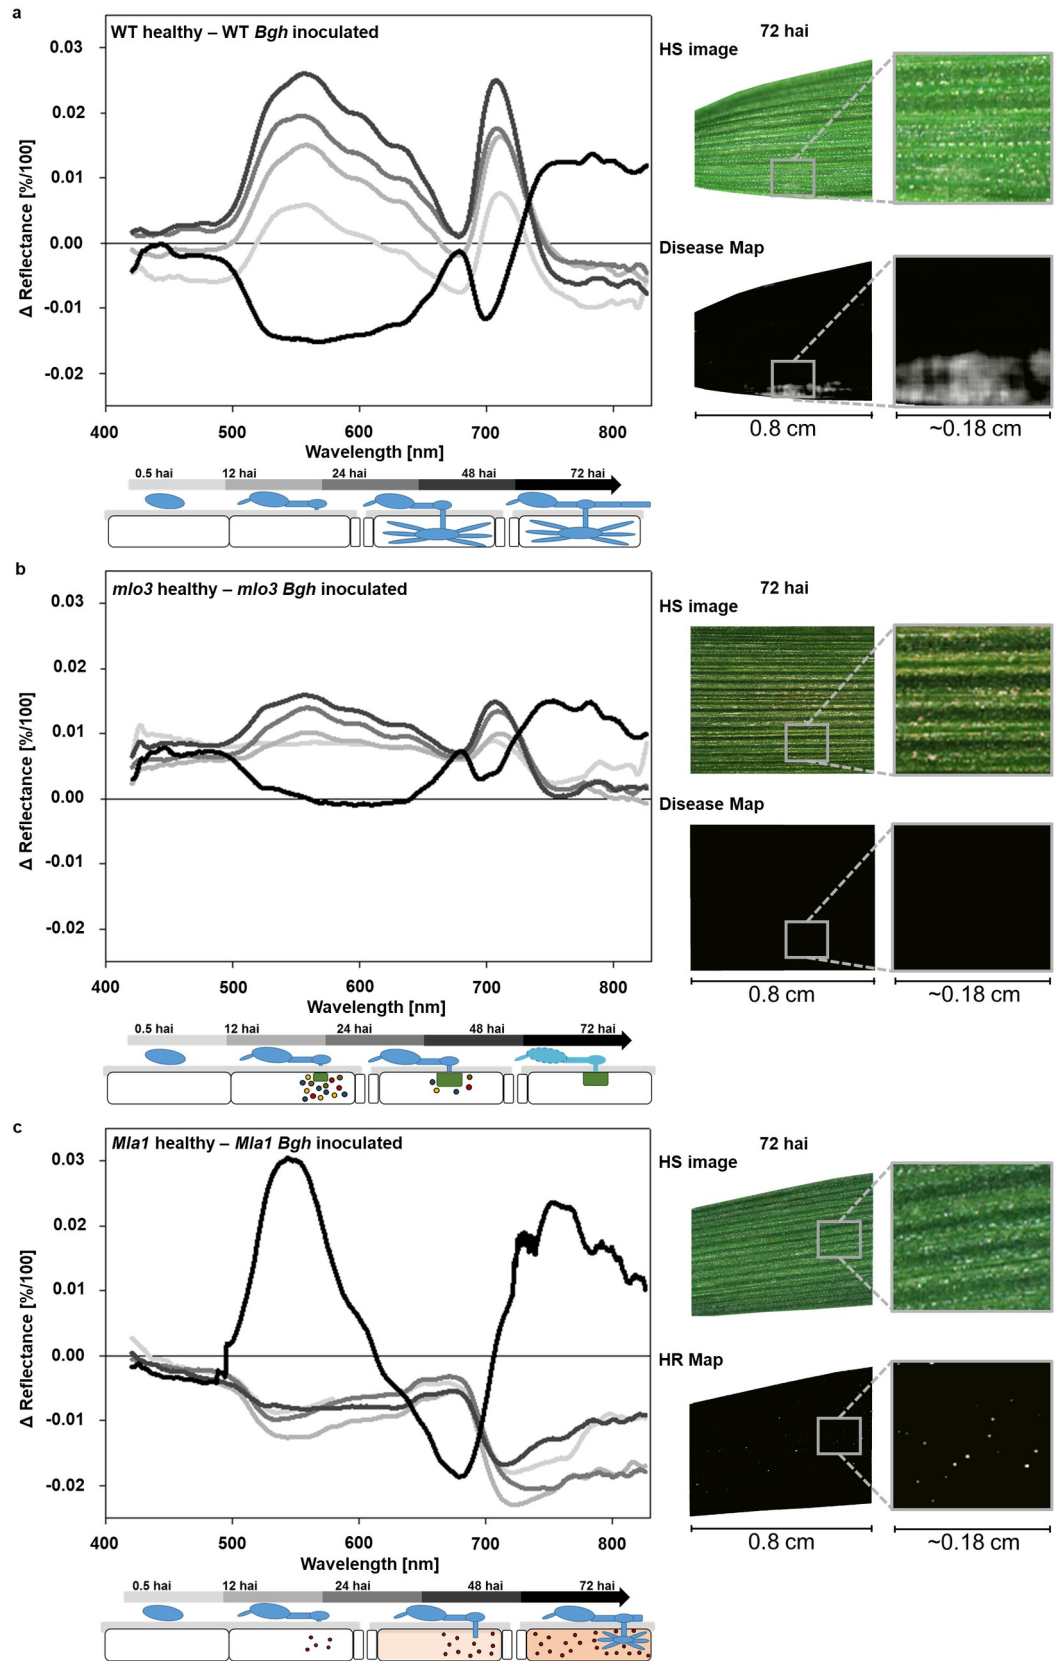 a
WT healthy – WT Bgh inoculated
0.03
0.02
0.01
0.00
-0.01
-0.02
Δ Reflectance [%/100]
400 500 600 700 800
Wavelength [nm]
0.5 hai 12 hai 24 hai 48 hai 72 hai
72 hai
HS image
Disease Map
0.8 cm ~0.18 cm
b
mlo3 healthy – mlo3 Bgh inoculated
0.03
0.02
0.01
0.00
-0.01
-0.02
Δ Reflectance [%/100]
400 500 600 700 800
Wavelength [nm]
0.5 hai 12 hai 24 hai 48 hai 72 hai
72 hai
HS image
Disease Map
0.8 cm ~0.18 cm
c
Mla1 healthy – Mla1 Bgh inoculated
0.03
0.02
0.01
0.00
-0.01
-0.02
Δ Reflectance [%/100]
400 500 600 700 800
Wavelength [nm]
0.5 hai 12 hai 24 hai 48 hai 72 hai
72 hai
HS image
HR Map
0.8 cm ~0.18 cm